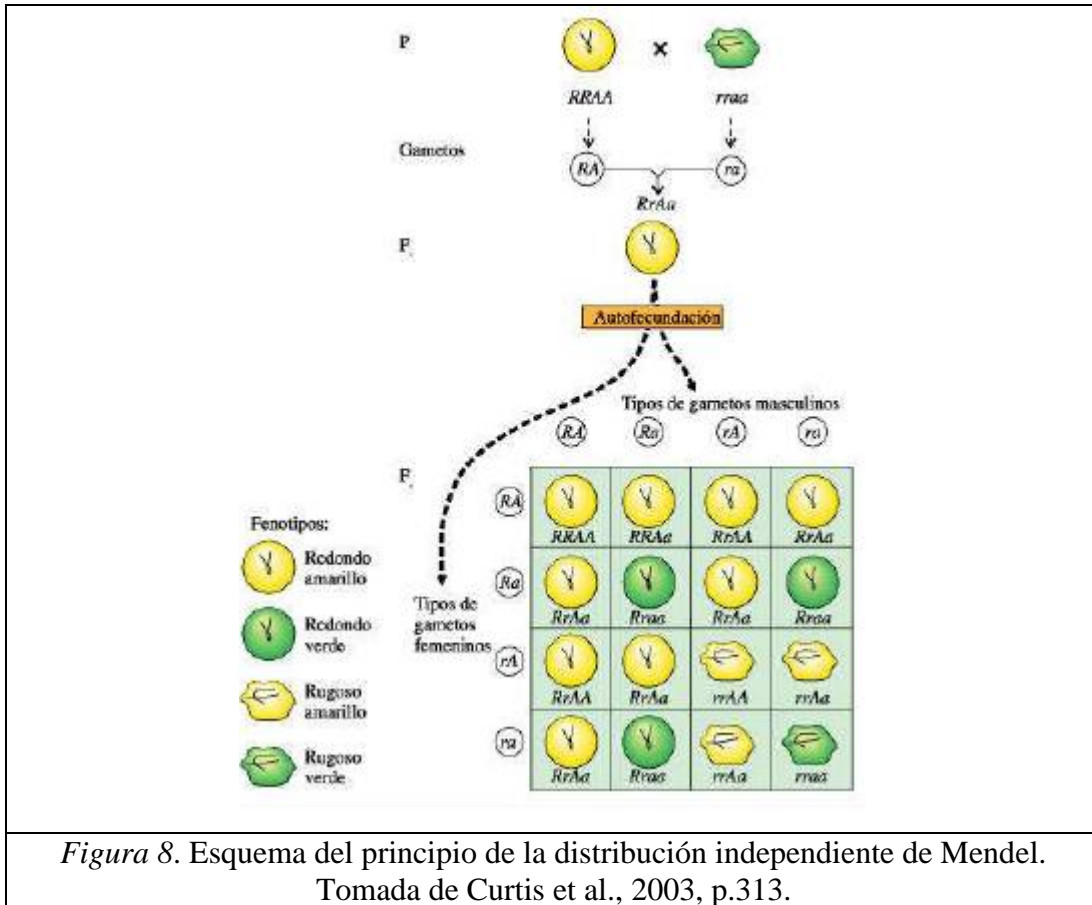 P
×
RRAA
rraa
Gametos
RA
ra
RrAa
F
Autofecundación
Tipos de gametos masculinos
RA Ra rA ra
F
RA
RRAA RRAa RrAA RrAa
Fenotipos:
Redondo
amarillo
Redondo
verde
Rugoso
amarillo
Rugoso
verde
Tipos de
gametos
femeninos
Ra
RrAa Rraa RrAa Rraa
rA
RrAA RrAa rrAA rrAa
ra
RrAa Rraa rrAa rraa
Figura 8. Esquema del principio de la distribución independiente de Mendel.
Tomada de Curtis et al., 2003, p.313.